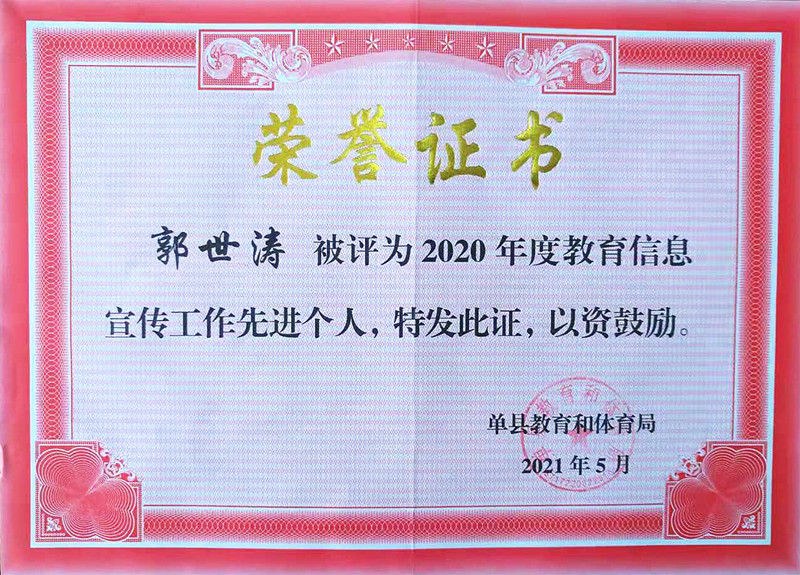 荣誉证书
郭世涛 被评为2020年度教育信息
宣传工作先进个人，特发此证，以资鼓励。
单县教育和体育局
2021年5月